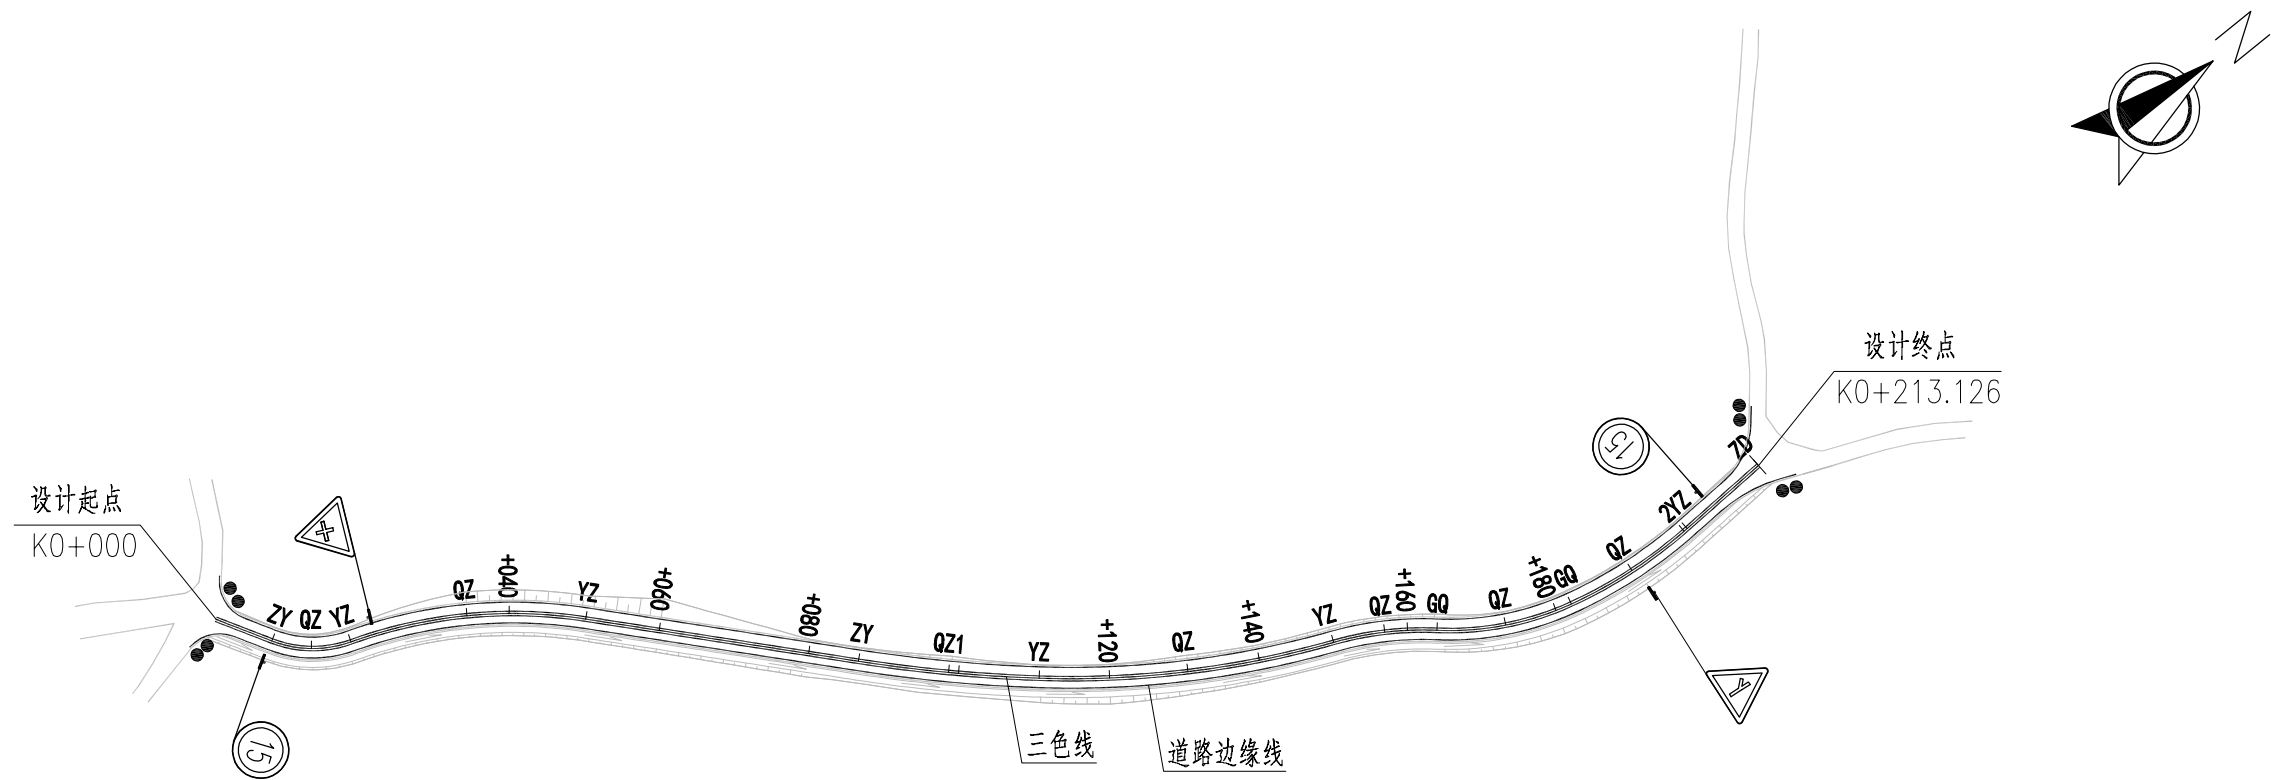 N
设计终点
K0+213.126
15
ZD
设计起点
K0+000
2YZ
ZY
QZ
YZ
QZ
+040
YZ
+060
+080
ZY
QZ1
YZ
+120
QZ
+140
YZ
QZ
+160
GQ
QZ
+180
GQ
QZ
Y
15
三色线
道路边缘线